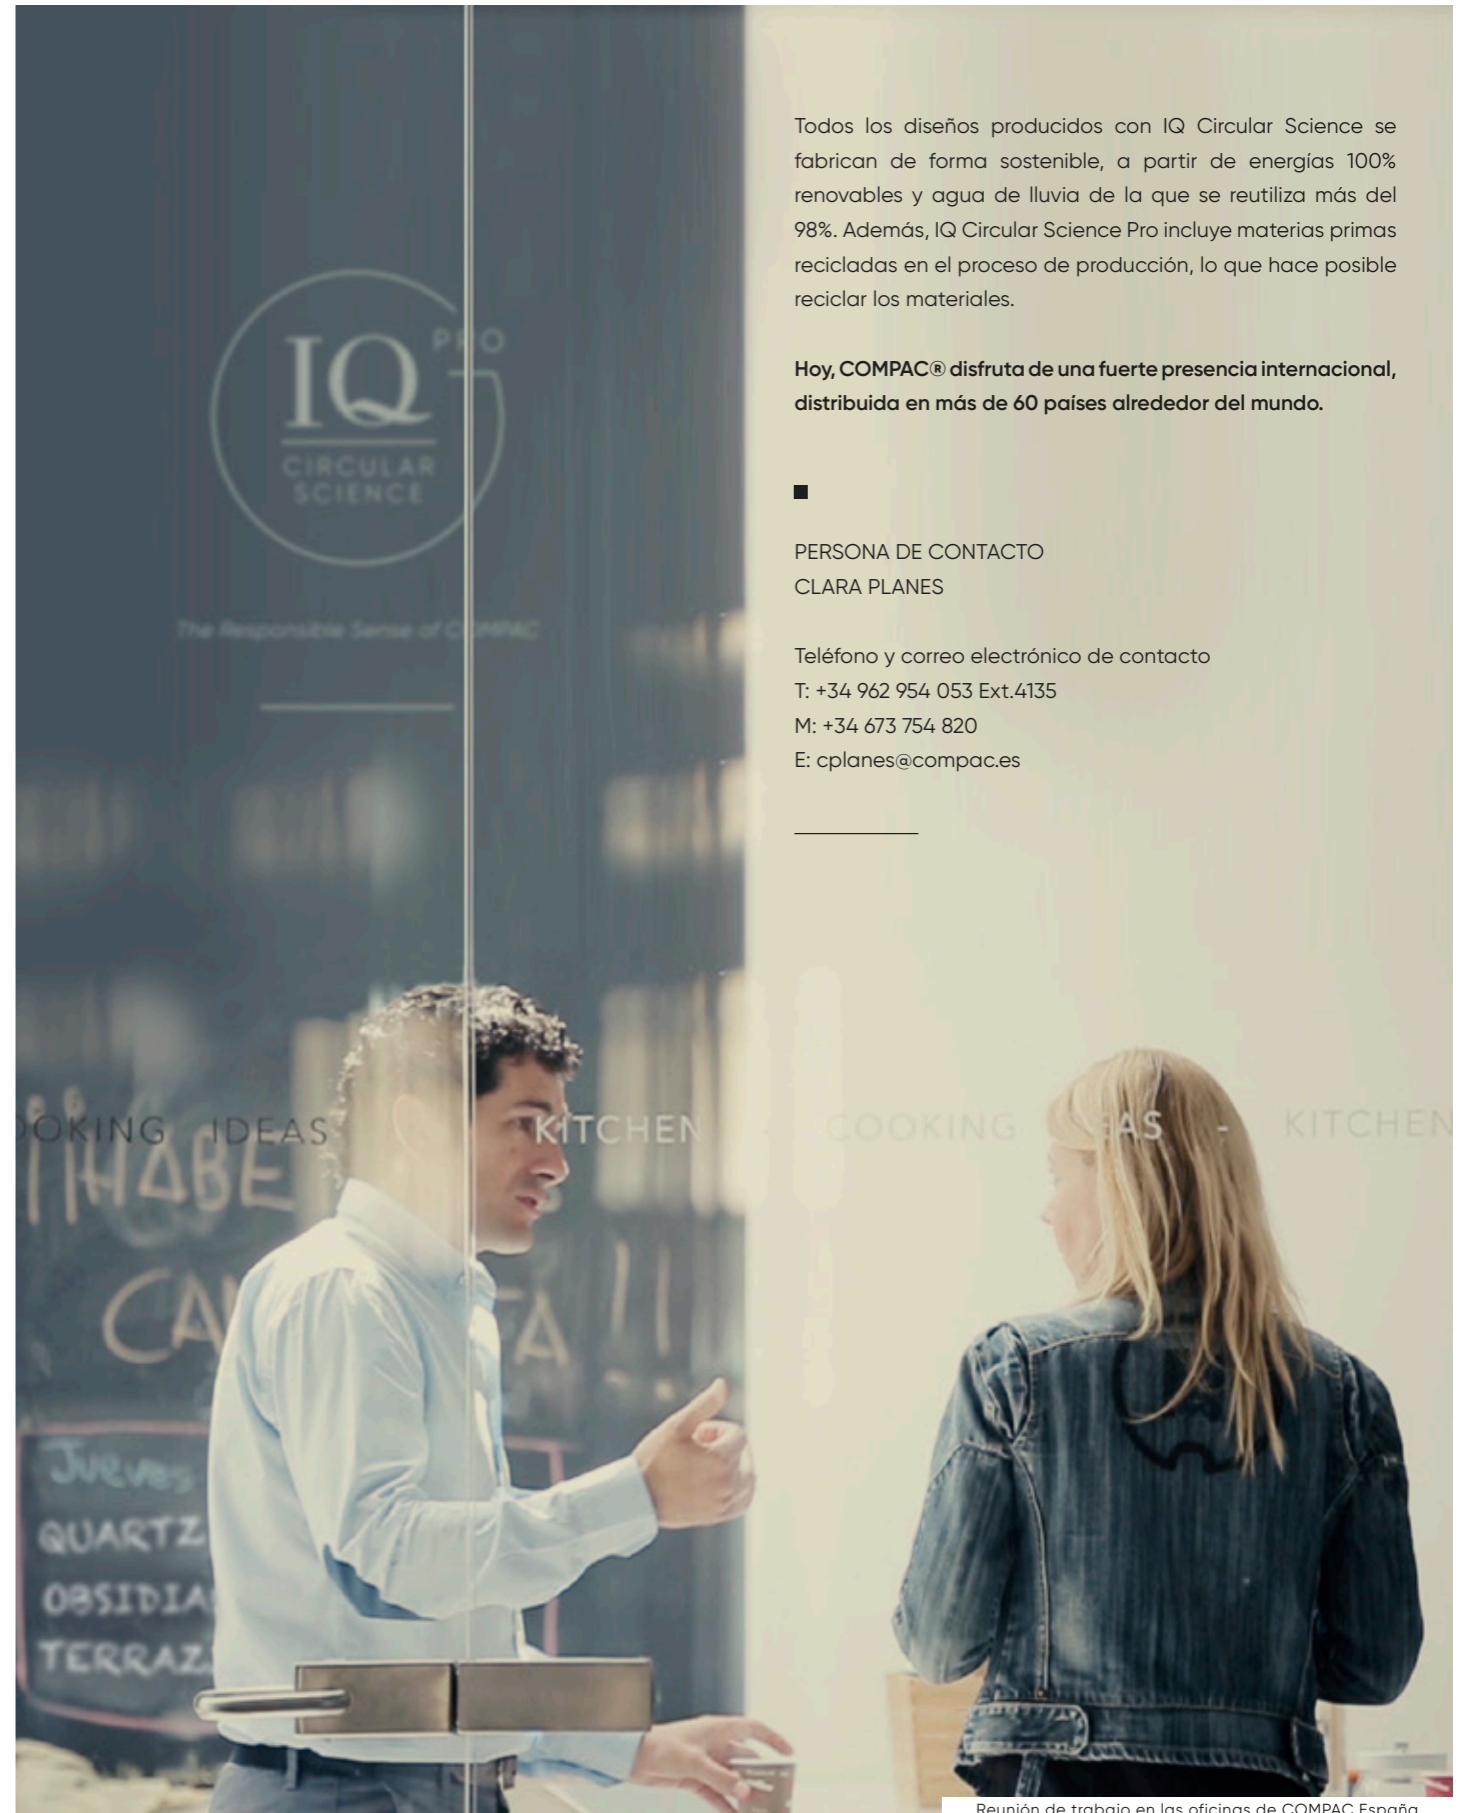 Todos los diseños producidos con IQ Circular Science se
fabrican de forma sostenible, a partir de energías 100%
renovables y agua de lluvia de la que se reutiliza más del
98%. Además, IQ Circular Science Pro incluye materias primas
recicladas en el proceso de producción, lo que hace posible
reciclar los materiales.
Hoy, COMPAC® disfruta de una fuerte presencia internacional,
distribuida en más de 60 países alrededor del mundo.
PERSONA DE CONTACTO
CLARA PLANES
Teléfono y correo electrónico de contacto
T: +34 962 954 053 Ext.4135
M: +34 673 754 820
E: cplanes@compac.es
IQ PRO
CIRCULAR
SCIENCE
The Responsible Sense of COMPAC
OOKING IDEAS KITCHEN COOKING EAS - KITCHEN
HABE
CA TA !!
Jueves
QUARTZ
OBSIDIA
TERRAZ
Reunión de trabajo en las oficinas de COMPAC España